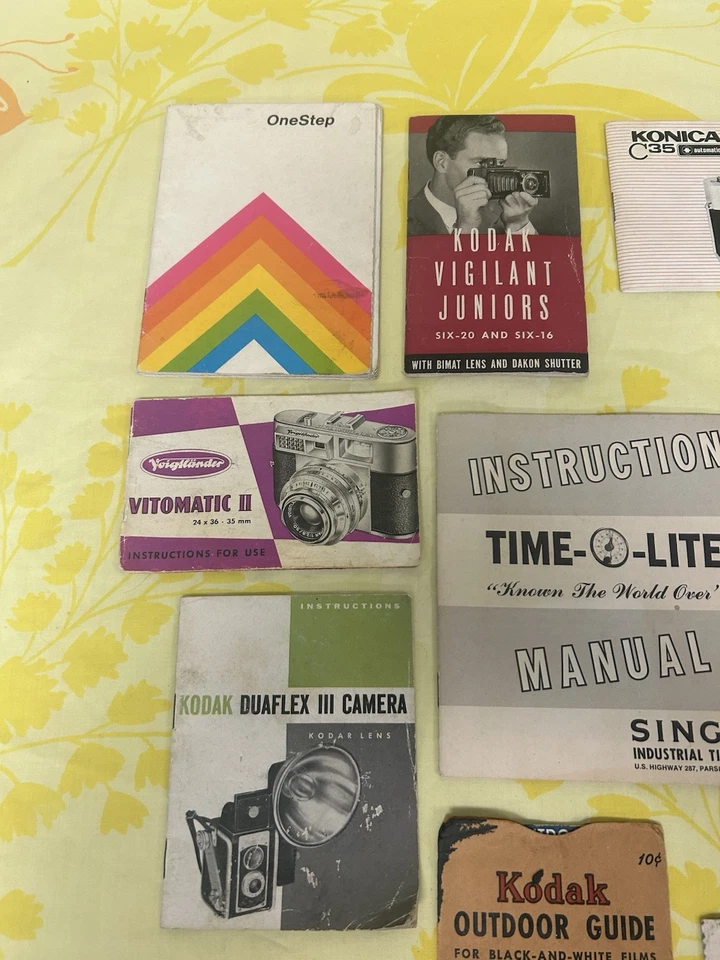 OneStep
KODAK
VIGILANT
JUNIORS
SIX-20 AND SIX-16
WITH BIMAT LENS AND DAKON SHUTTER
KONICA
C35 automatic
Voigtländer
VITOMATIC II
24 x 36 - 35 mm
INSTRUCTIONS FOR USE
INSTRUCTION
TIME-O-LITE
"Known The World Over"
MANUAL
SING
INDUSTRIAL TI
U.S. HIGHWAY 287, PARSI
INSTRUCTIONS
KODAK DUAFLEX III CAMERA
KODAR LENS
10¢
Kodak
OUTDOOR GUIDE
FOR BLACK-AND-WHITE FILMS